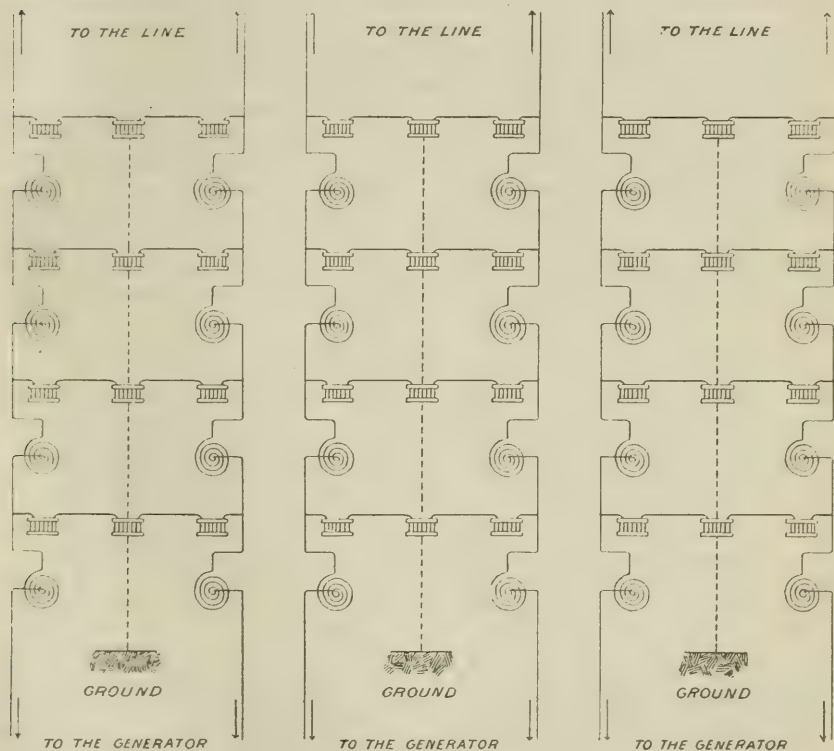 TO THE LINE TO THE LINE TO THE LINE
GROUND GROUND GROUND
TO THE GENERATOR TO THE GENERATOR TO THE GENERATOR